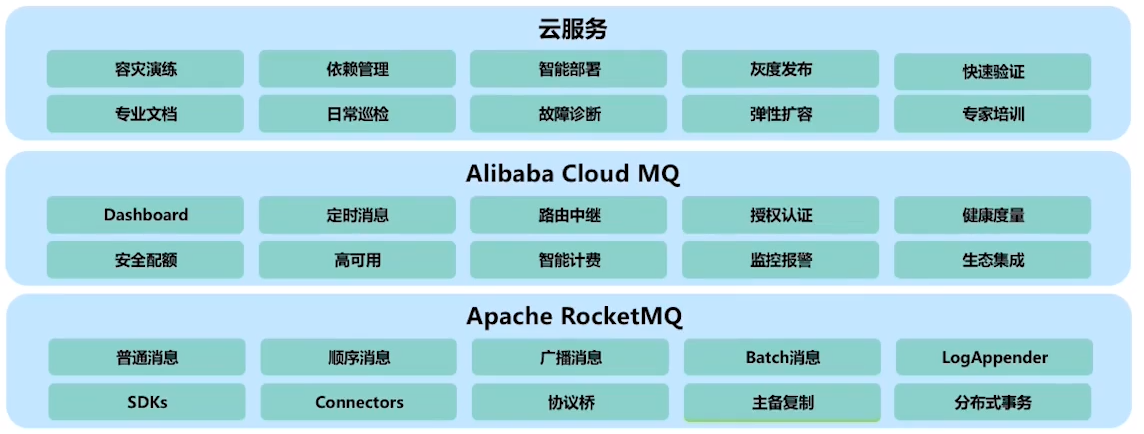 云服务
容灾演练 依赖管理 智能部署 灰度发布 快速验证
专业文档 日常巡检 故障诊断 弹性扩容 专家培训
Alibaba Cloud MQ
Dashboard 定时消息 路由中继 授权认证 健康度量
安全配额 高可用 智能计费 监控报警 生态集成
Apache RocketMQ
普通消息 顺序消息 广播消息 Batch消息 LogAppender
SDKs Connectors 协议桥 主备复制 分布式事务